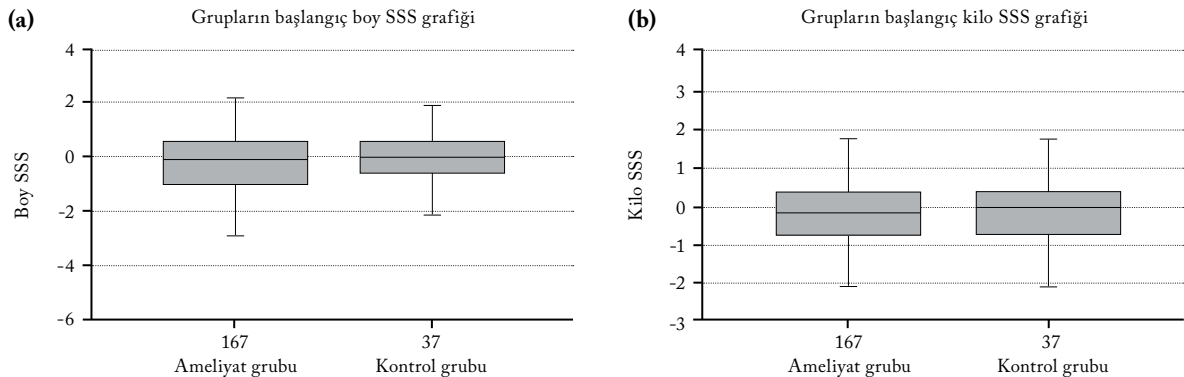 (a)
Grupların başlangıç boy SSS grafiği
4
2
0
-2
-4
-6
Boy SSS
167
37
Ameliyat grubu
Kontrol grubu
(b)
Grupların başlangıç kilo SSS grafiği
4
3
2
1
0
-1
-2
-3
Kilo SSS
167
37
Ameliyat grubu
Kontrol grubu